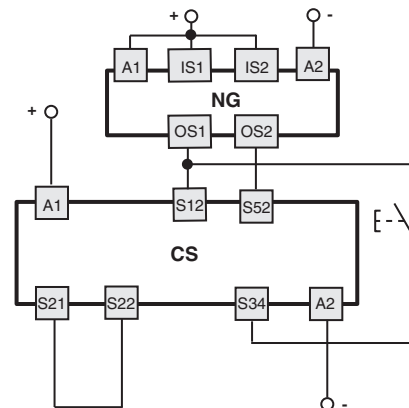 + -
A1 IS1 IS2 A2
NG
OS1 OS2
+
A1 S12 S52
CS
S21 S22 S34 A2
-